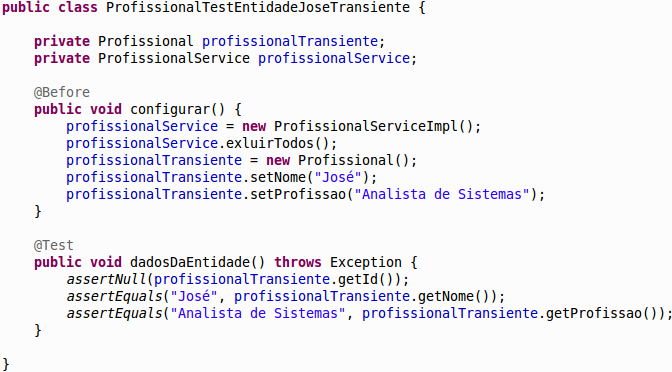 public class ProfissionalTestEntidadeJoseTransiente {
private Profissional profissionalTransiente;
private ProfissionalService profissionalService;
@Before
public void configurar() {
profissionalService = new ProfissionalServiceImpl();
profissionalService.exluirTodos();
profissionalTransiente = new Profissional();
profissionalTransiente.setNome("José");
profissionalTransiente.setProfissao("Analista de Sistemas");
}
@Test
public void dadosDaEntidade() throws Exception {
assertNull(profissionalTransiente.getId());
assertEquals("José", profissionalTransiente.getNome());
assertEquals("Analista de Sistemas", profissionalTransiente.getProfissao());
}
}